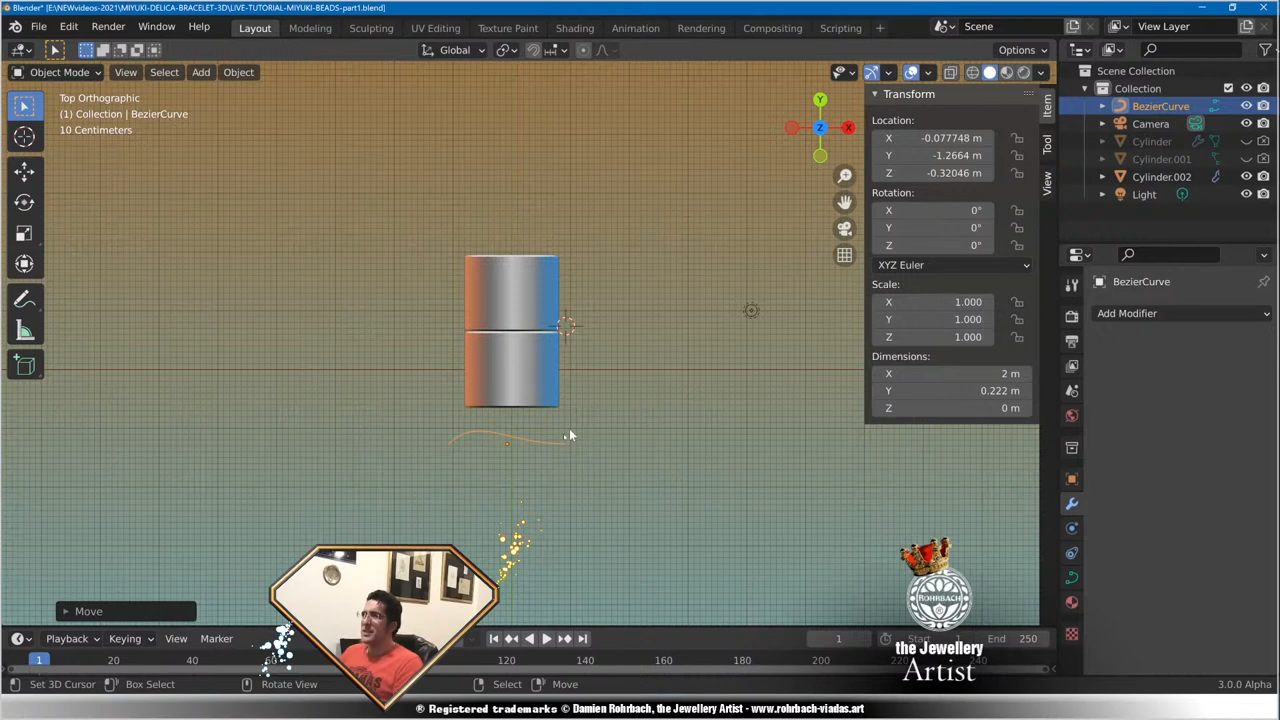 Blender* [E:\NEWvideos-2021\MIYUKI-DELICA-BRACELET-3D\LIVE-TUTORIAL-MIYUKI-BEADS-part1.blend]
File Edit Render Window Help Layout Modeling Sculpting UV Editing Texture Paint Shading Animation Rendering Compositing Scripting Scene View Layer
Global Options
Object Mode View Select Add Object
Scene Collection
Collection
BezierCurve
Camera
Cylinder
Cylinder.001
Cylinder.002
Light
Top Orthographic
(1) Collection | BezierCurve
10 Centimeters
Y
Z
X
Transform
Location:
X -0.077748 m
Y -1.2664 m
Z -0.32046 m
Rotation:
X 0°
Y 0°
Z 0°
XYZ Euler
Scale:
X 1.000
Y 1.000
Z 1.000
Dimensions:
X 2 m
Y 0.222 m
Z 0 m
Item
Tool
View
BezierCurve
Add Modifier
Move
ROHRBACH
the Jewellery
Artist
Playback Keying View Marker 1 Start 1 End 250
1 20 40 60 120 140 160 180 200 220 240
Set 3D Cursor Box Select Rotate View Select Move 3.0.0 Alpha
® Registered trademarks © Damien Rohrbach, the Jewellery Artist - www.rohrbach-viadas.art